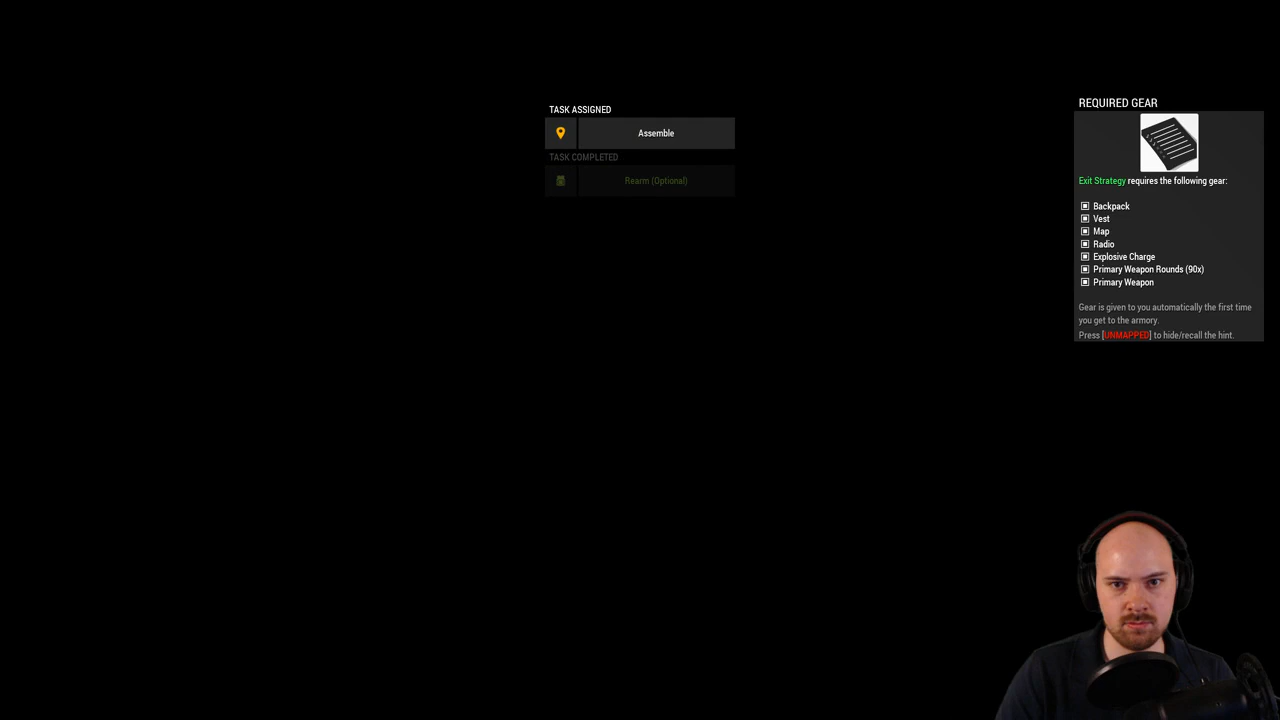 TASK ASSIGNED
Assemble
TASK COMPLETED
Rearm (Optional)
REQUIRED GEAR
Exit Strategy requires the following gear:
Backpack
Vest
Map
Radio
Explosive Charge
Primary Weapon Rounds (90x)
Primary Weapon
Gear is given to you automatically the first time
you get to the armory.
Press [UNMAPPED] to hide/recall the hint.